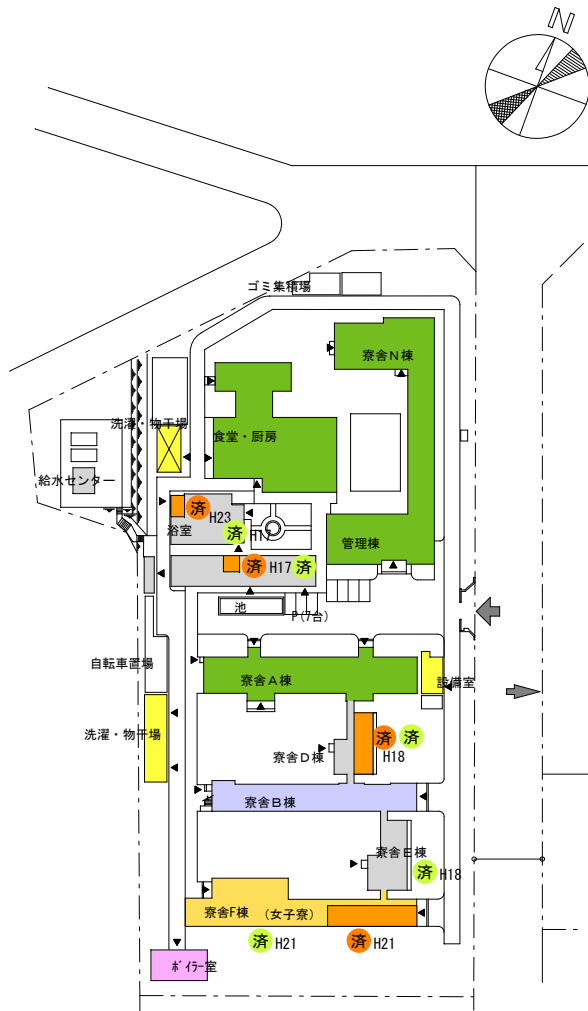 N
ゴミ集積場
寮舎N棟
洗濯・物干場
食堂・厨房
給水センター
済
H23
浴室
済
H17
管理棟
済
H17
済
池
P(7台)
自転車置場
寮舎A棟
設備室
洗濯・物干場
済
済
寮舎D棟
H18
寮舎B棟
寮舎E棟
済
H18
寮舎F棟
(女子寮)
済
H21
済
H21
ﾎﾞｲﾗｰ室